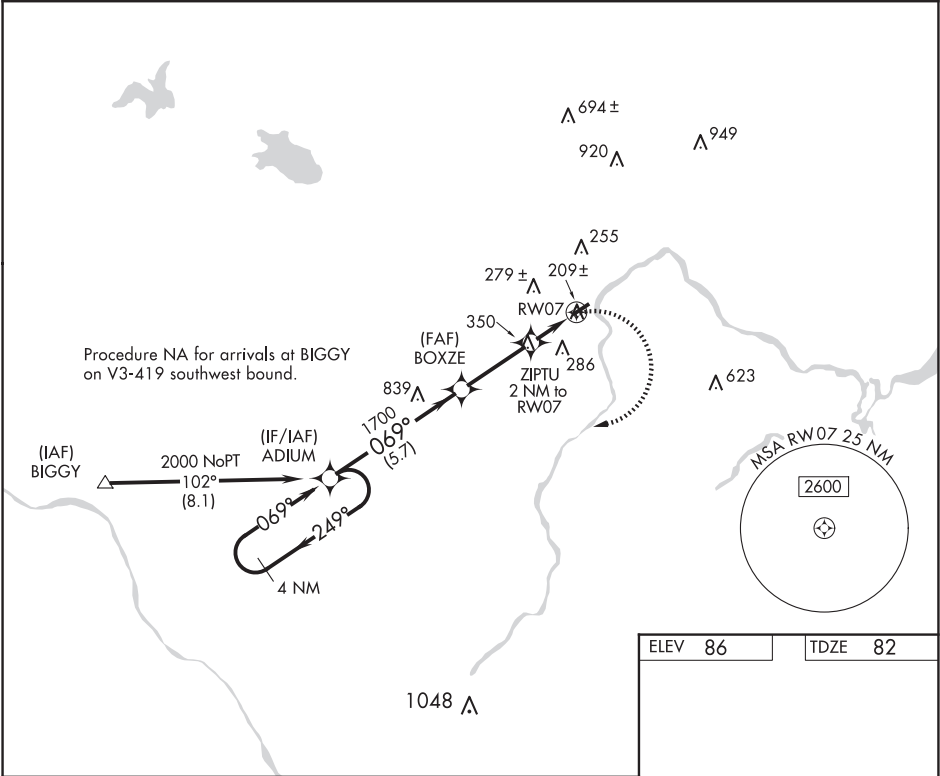 694 ±
949
920
255
279 ±
209 ±
RW07
350
(FAF)
BOXZE
286
ZIPTU
2 NM to
RW07
Procedure NA for arrivals at BIGGY
on V3-419 southwest bound.
839
623
1700
069°
(5.7)
(IF/IAF)
ADIUM
(IAF)
BIGGY
2000 NoPT
102°
(8.1)
069°
249°
4 NM
MSA RW07 25 NM
2600
ELEV 86
TDZE 82
1048